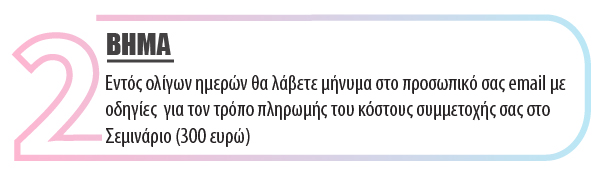 2
ΒΗΜΑ
Εντός ολίγων ημερών θα λάβετε μήνυμα στο προσωπικό σας email με
οδηγίες για τον τρόπο πληρωμής του κόστους συμμετοχής σας στο
Σεμινάριο (300 ευρώ)